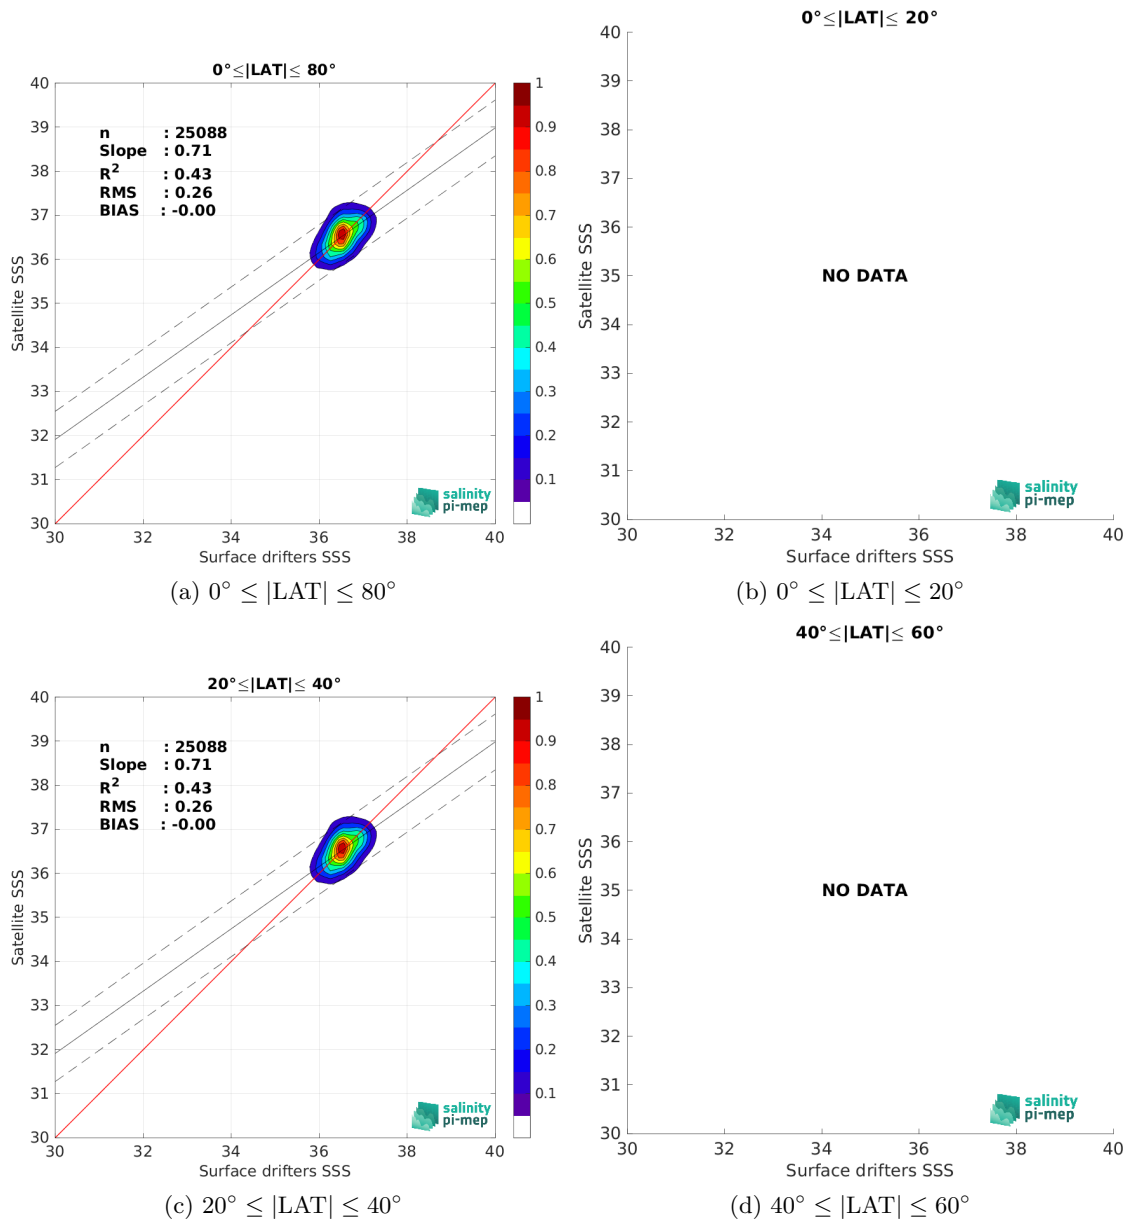 0°≤|LAT|≤ 80°
40
39
38
37
36
35
34
33
32
31
30
30
32
34
36
38
40
Satellite SSS
Surface drifters SSS
n : 25088
Slope : 0.71
R² : 0.43
RMS : 0.26
BIAS : -0.00
1
0.9
0.8
0.7
0.6
0.5
0.4
0.3
0.2
0.1
salinity
pi-mep
(a) 0° ≤ |LAT| ≤ 80°
0°≤|LAT|≤ 20°
40
39
38
37
36
35
34
33
32
31
30
30
32
34
36
38
40
Satellite SSS
Surface drifters SSS
NO DATA
salinity
pi-mep
(b) 0° ≤ |LAT| ≤ 20°
20°≤|LAT|≤ 40°
40
39
38
37
36
35
34
33
32
31
30
30
32
34
36
38
40
Satellite SSS
Surface drifters SSS
n : 25088
Slope : 0.71
R² : 0.43
RMS : 0.26
BIAS : -0.00
1
0.9
0.8
0.7
0.6
0.5
0.4
0.3
0.2
0.1
salinity
pi-mep
(c) 20° ≤ |LAT| ≤ 40°
40°≤|LAT|≤ 60°
40
39
38
37
36
35
34
33
32
31
30
30
32
34
36
38
40
Satellite SSS
Surface drifters SSS
NO DATA
salinity
pi-mep
(d) 40° ≤ |LAT| ≤ 60°